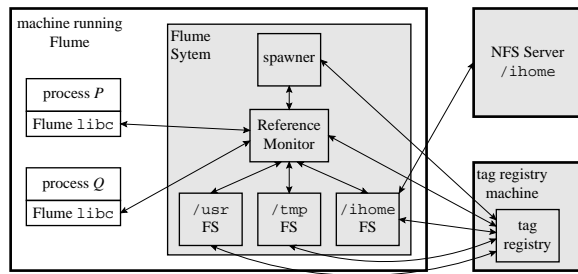 machine running
Flume
process P
Flume libc
process Q
Flume libc
Flume
Sytem
spawner
Reference
Monitor
/usr
FS
/tmp
FS
/ihome
FS
NFS Server
/ihome
tag registry
machine
tag
registry